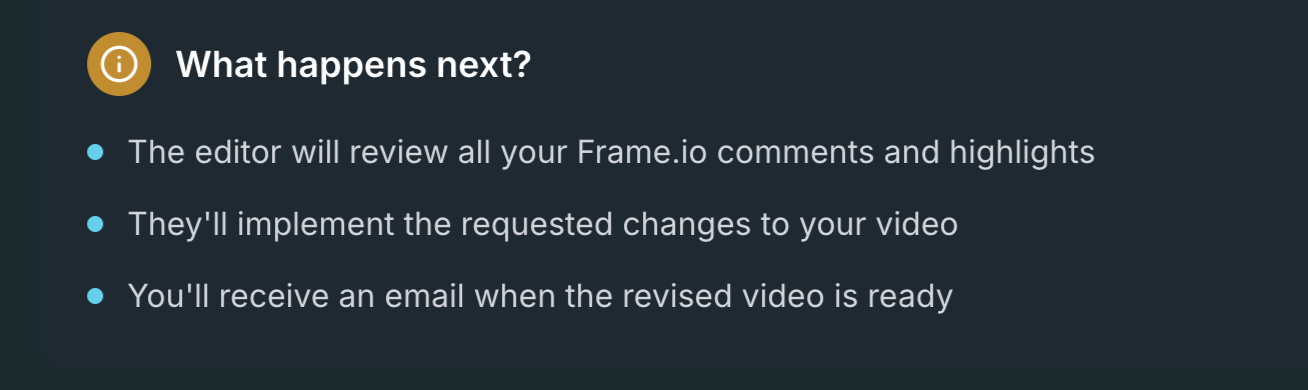 What happens next?
The editor will review all your Frame.io comments and highlights
They'll implement the requested changes to your video
You'll receive an email when the revised video is ready